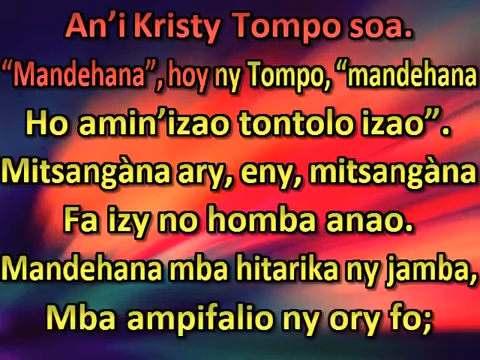 An’i Kristy Tompo soa.
“Mandehana”, hoy ny Tompo, “mandehana
Ho amin’izao tontolo izao”.
Mitsangàna ary, eny, mitsangàna
Fa izy no homba anao.
Mandehana mba hitarika ny jamba,
Mba ampifalio ny ory fo;